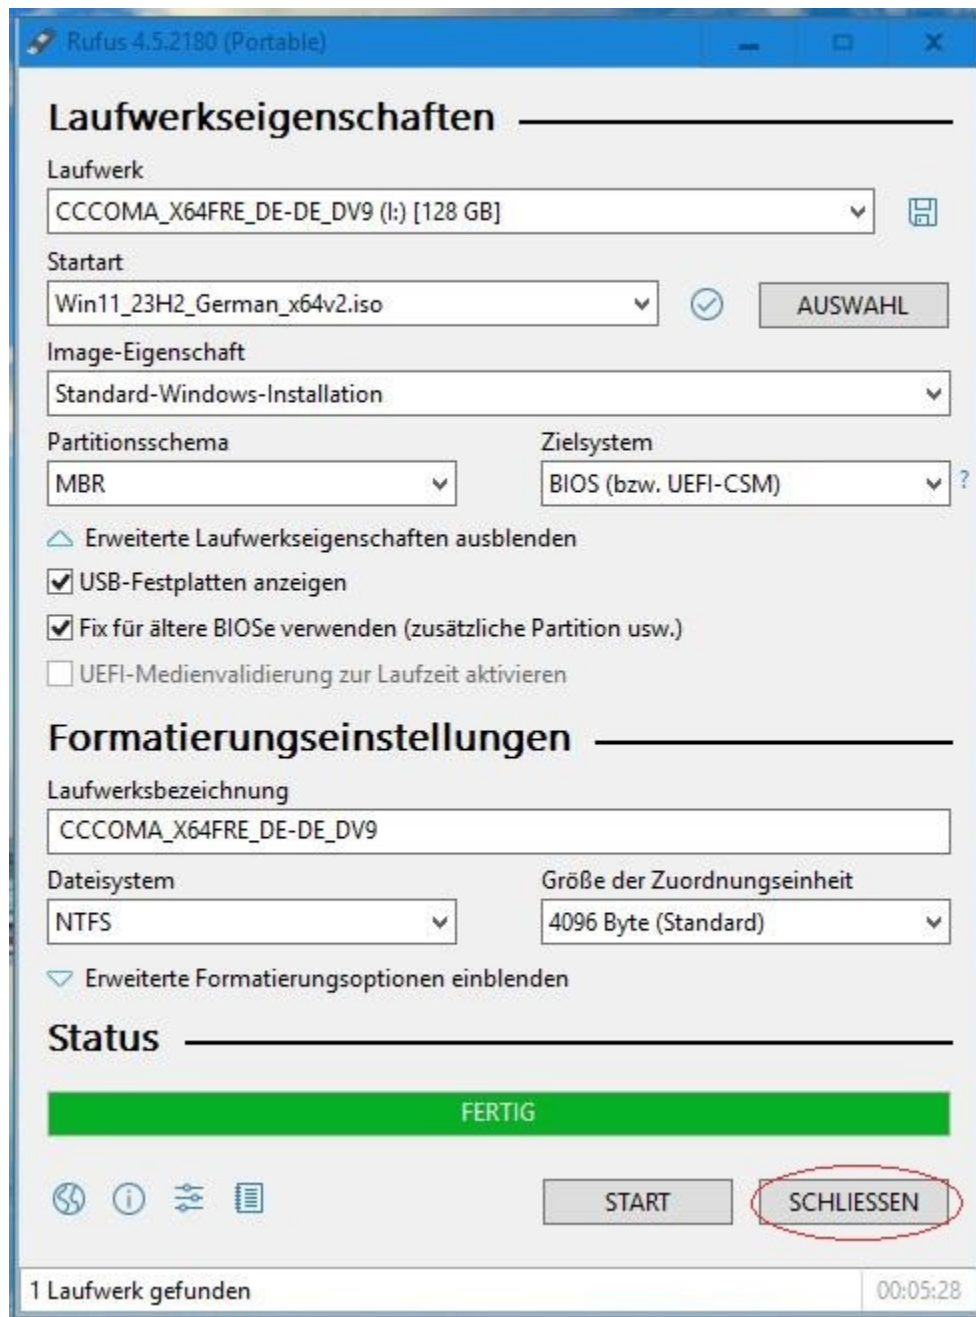 Rufus 4.5.2180 (Portable)
Laufwerkseigenschaften
Laufwerk
CCCOMA_X64FRE_DE-DE_DV9 (I:) [128 GB]
Startart
Win11_23H2_German_x64v2.iso
AUSWAHL
Image-Eigenschaft
Standard-Windows-Installation
Partitionsschema
Zielsystem
MBR
BIOS (bzw. UEFI-CSM)
?
Erweiterte Laufwerkseigenschaften ausblenden
USB-Festplatten anzeigen
Fix für ältere BIOSe verwenden (zusätzliche Partition usw.)
UEFI-Medienvalidierung zur Laufzeit aktivieren
Formatierungseinstellungen
Laufwerksbezeichnung
CCCOMA_X64FRE_DE-DE_DV9
Dateisystem
Größe der Zuordnungseinheit
NTFS
4096 Byte (Standard)
Erweiterte Formatierungsoptionen einblenden
Status
FERTIG
START
SCHLIESSEN
1 Laufwerk gefunden
00:05:28